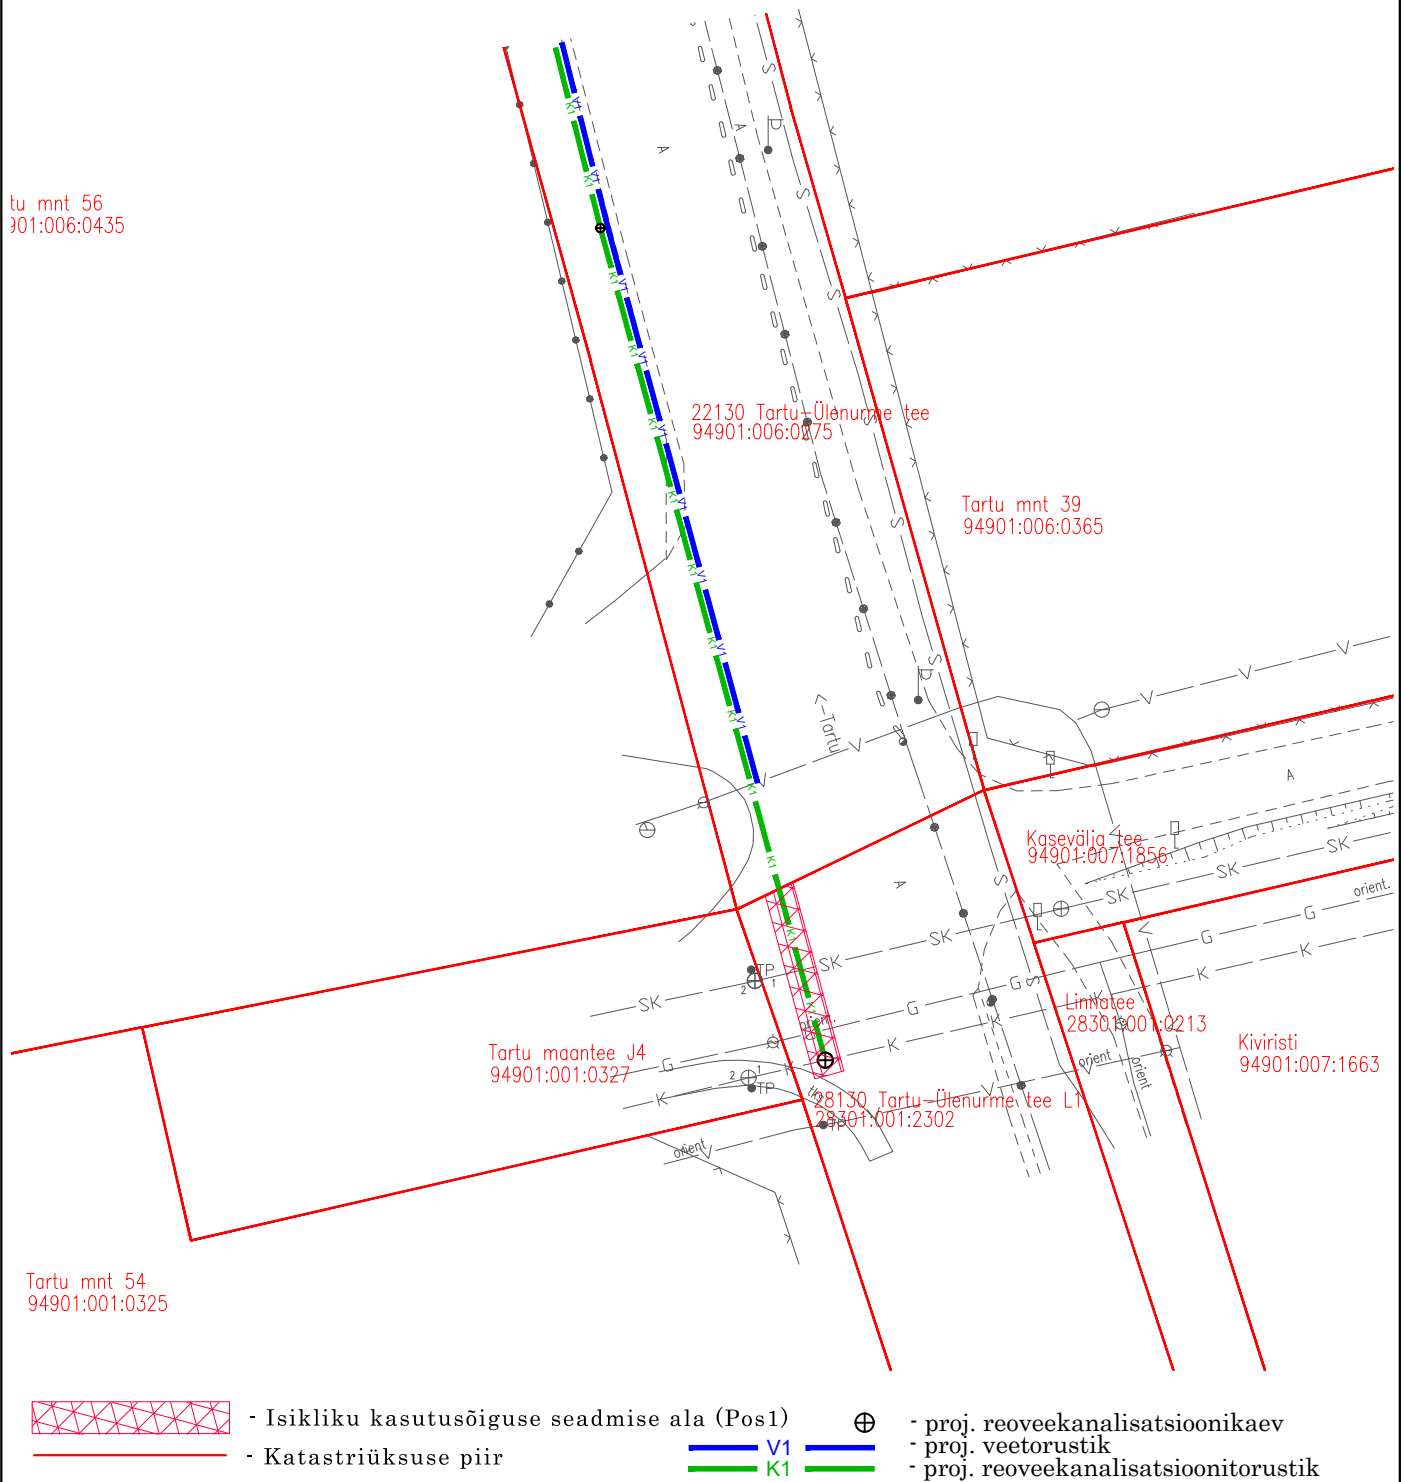 tu mnt 56
901:006:0435
22130 Tartu-Ülenurme tee
94901:006:0275
Tartu mnt 39
94901:006:0365
<-Tartu
Kasevälja tee
94901:007:1856
orient.
Linnatee
28301:001:0213
Kiviristi
94901:007:1663
Tartu maantee J4
94901:001:0327
28130 Tartu-Ülenurme tee L1
28301:001:2302
orient
orient
orient
Tartu mnt 54
94901:001:0325
- Isikliku kasutusõiguse seadmise ala (Pos1)
- Katastriüksuse piir
- proj. reoveekanalisatsioonikaev
V1 - proj. veetorustik
K1 - proj. reoveekanalisatsioonitorustik